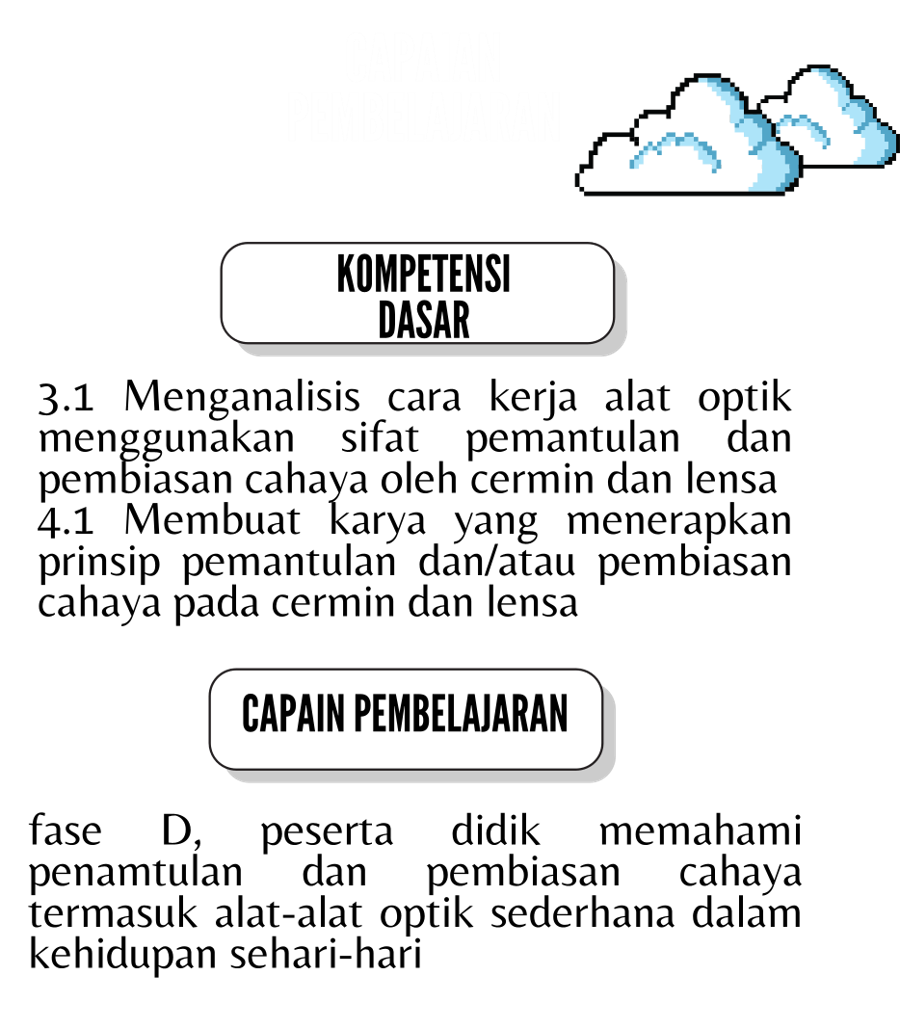 KOMPETENSI
DASAR
3.1 Menganalisis cara kerja alat optik
menggunakan sifat pemantulan dan
pembiasan cahaya oleh cermin dan lensa
4.1 Membuat karya yang menerapkan
prinsip pemantulan dan/atau pembiasan
cahaya pada cermin dan lensa
CAPAIN PEMBELAJARAN
fase D, peserta didik memahami
penamtulan dan pembiasan cahaya
termasuk alat-alat optik sederhana dalam
kehidupan sehari-hari